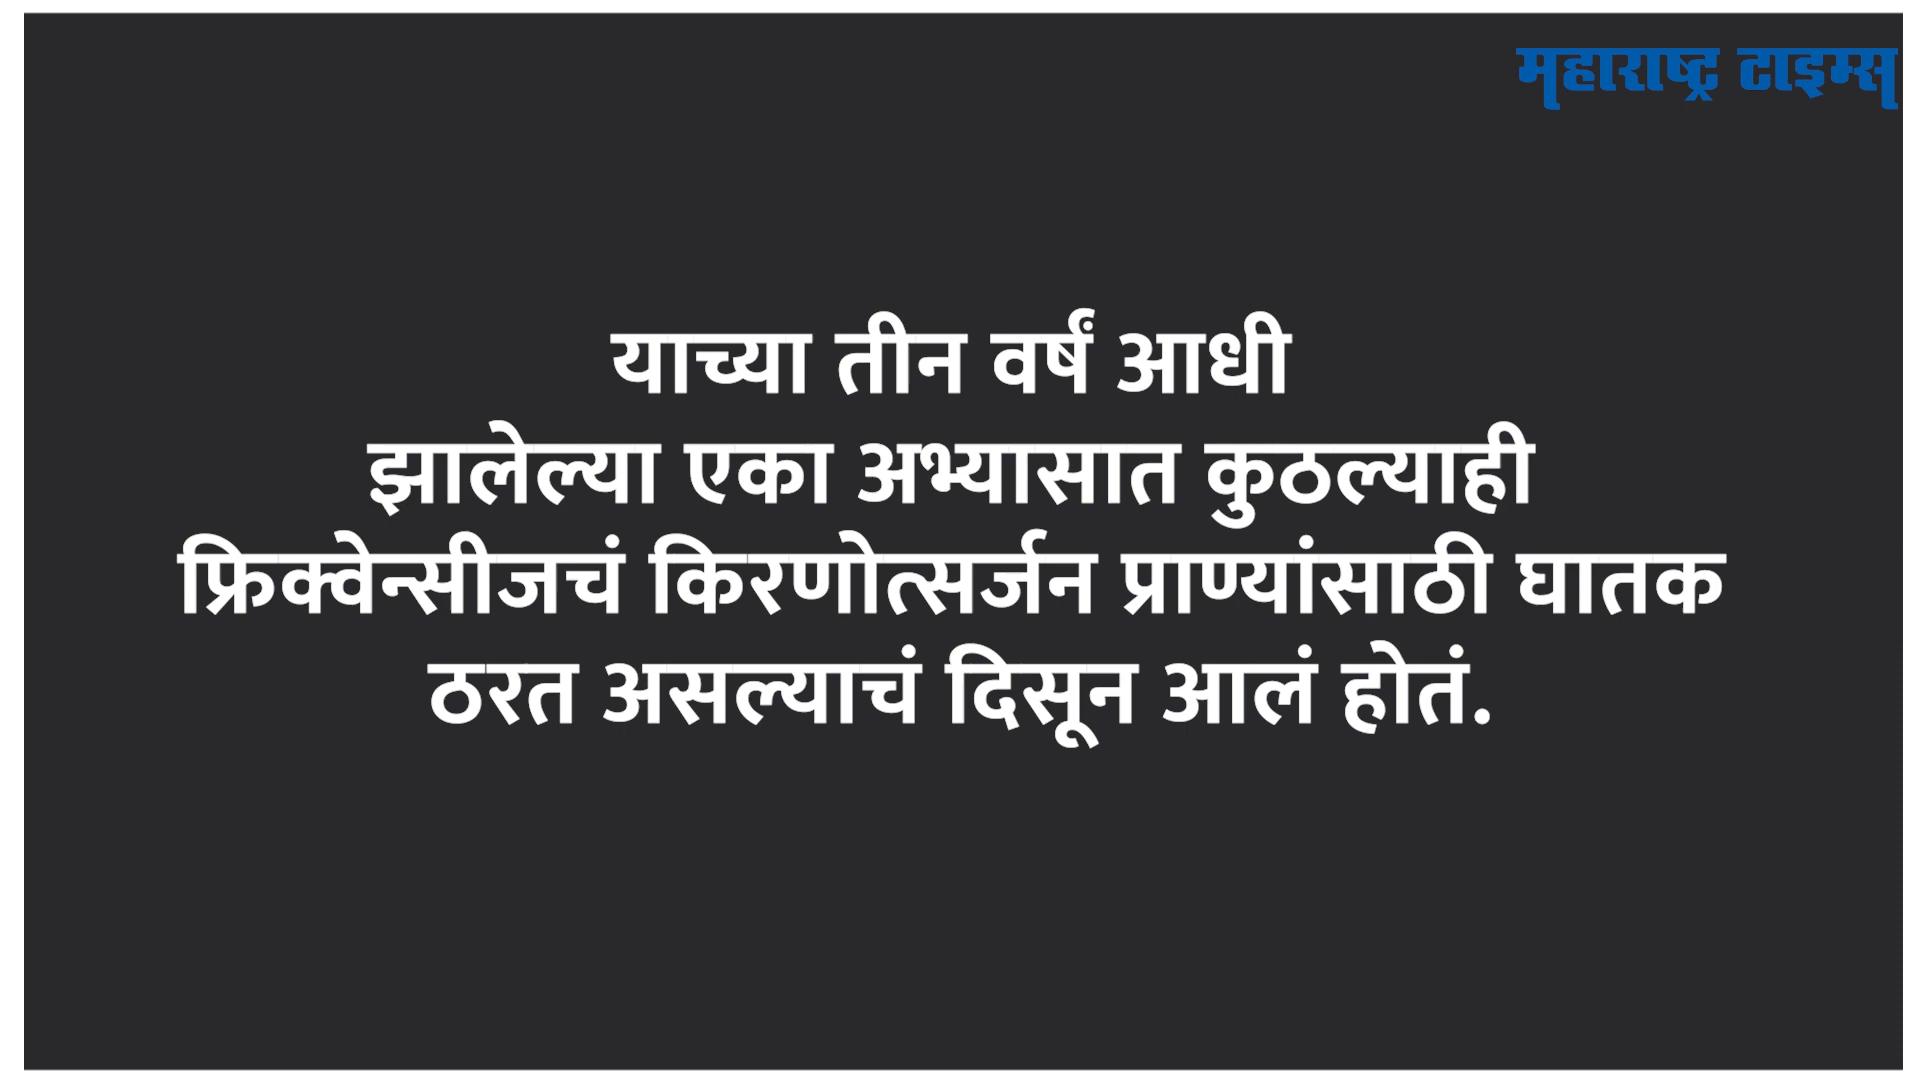 महाराष्ट्र टाइम्स
याच्या तीन वर्षं आधी
झालेल्या एका अभ्यासात कुठल्याही
फ्रिक्वेन्सीजचं किरणोत्सर्जन प्राण्यांसाठी घातक
ठरत असल्याचं दिसून आलं होतं.